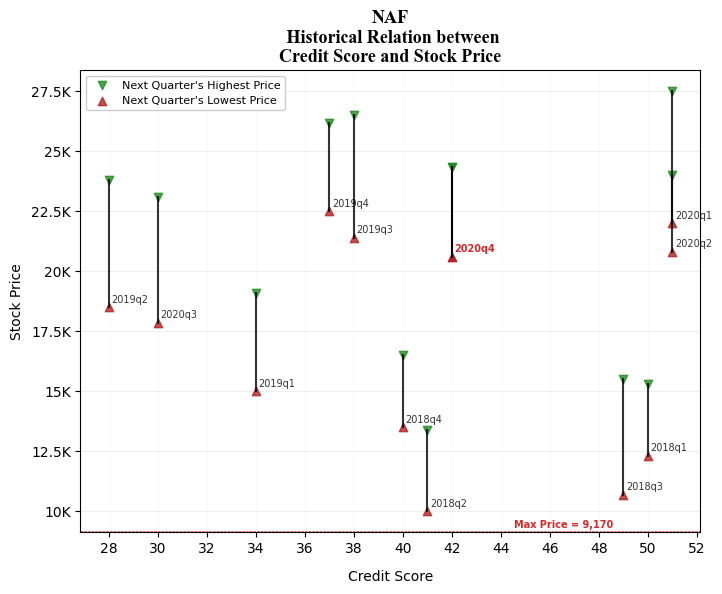 NAF
Historical Relation between
Credit Score and Stock Price
Next Quarter's Highest Price
Next Quarter's Lowest Price
27.5K
25K
22.5K
20K
17.5K
15K
12.5K
10K
Stock Price
2019q4
2019q3
2020q1
2020q2
2020q4
2019q2
2020q3
2019q1
2018q4
2018q1
2018q3
2018q2
Max Price = 9,170
28 30 32 34 36 38 40 42 44 46 48 50 52
Credit Score